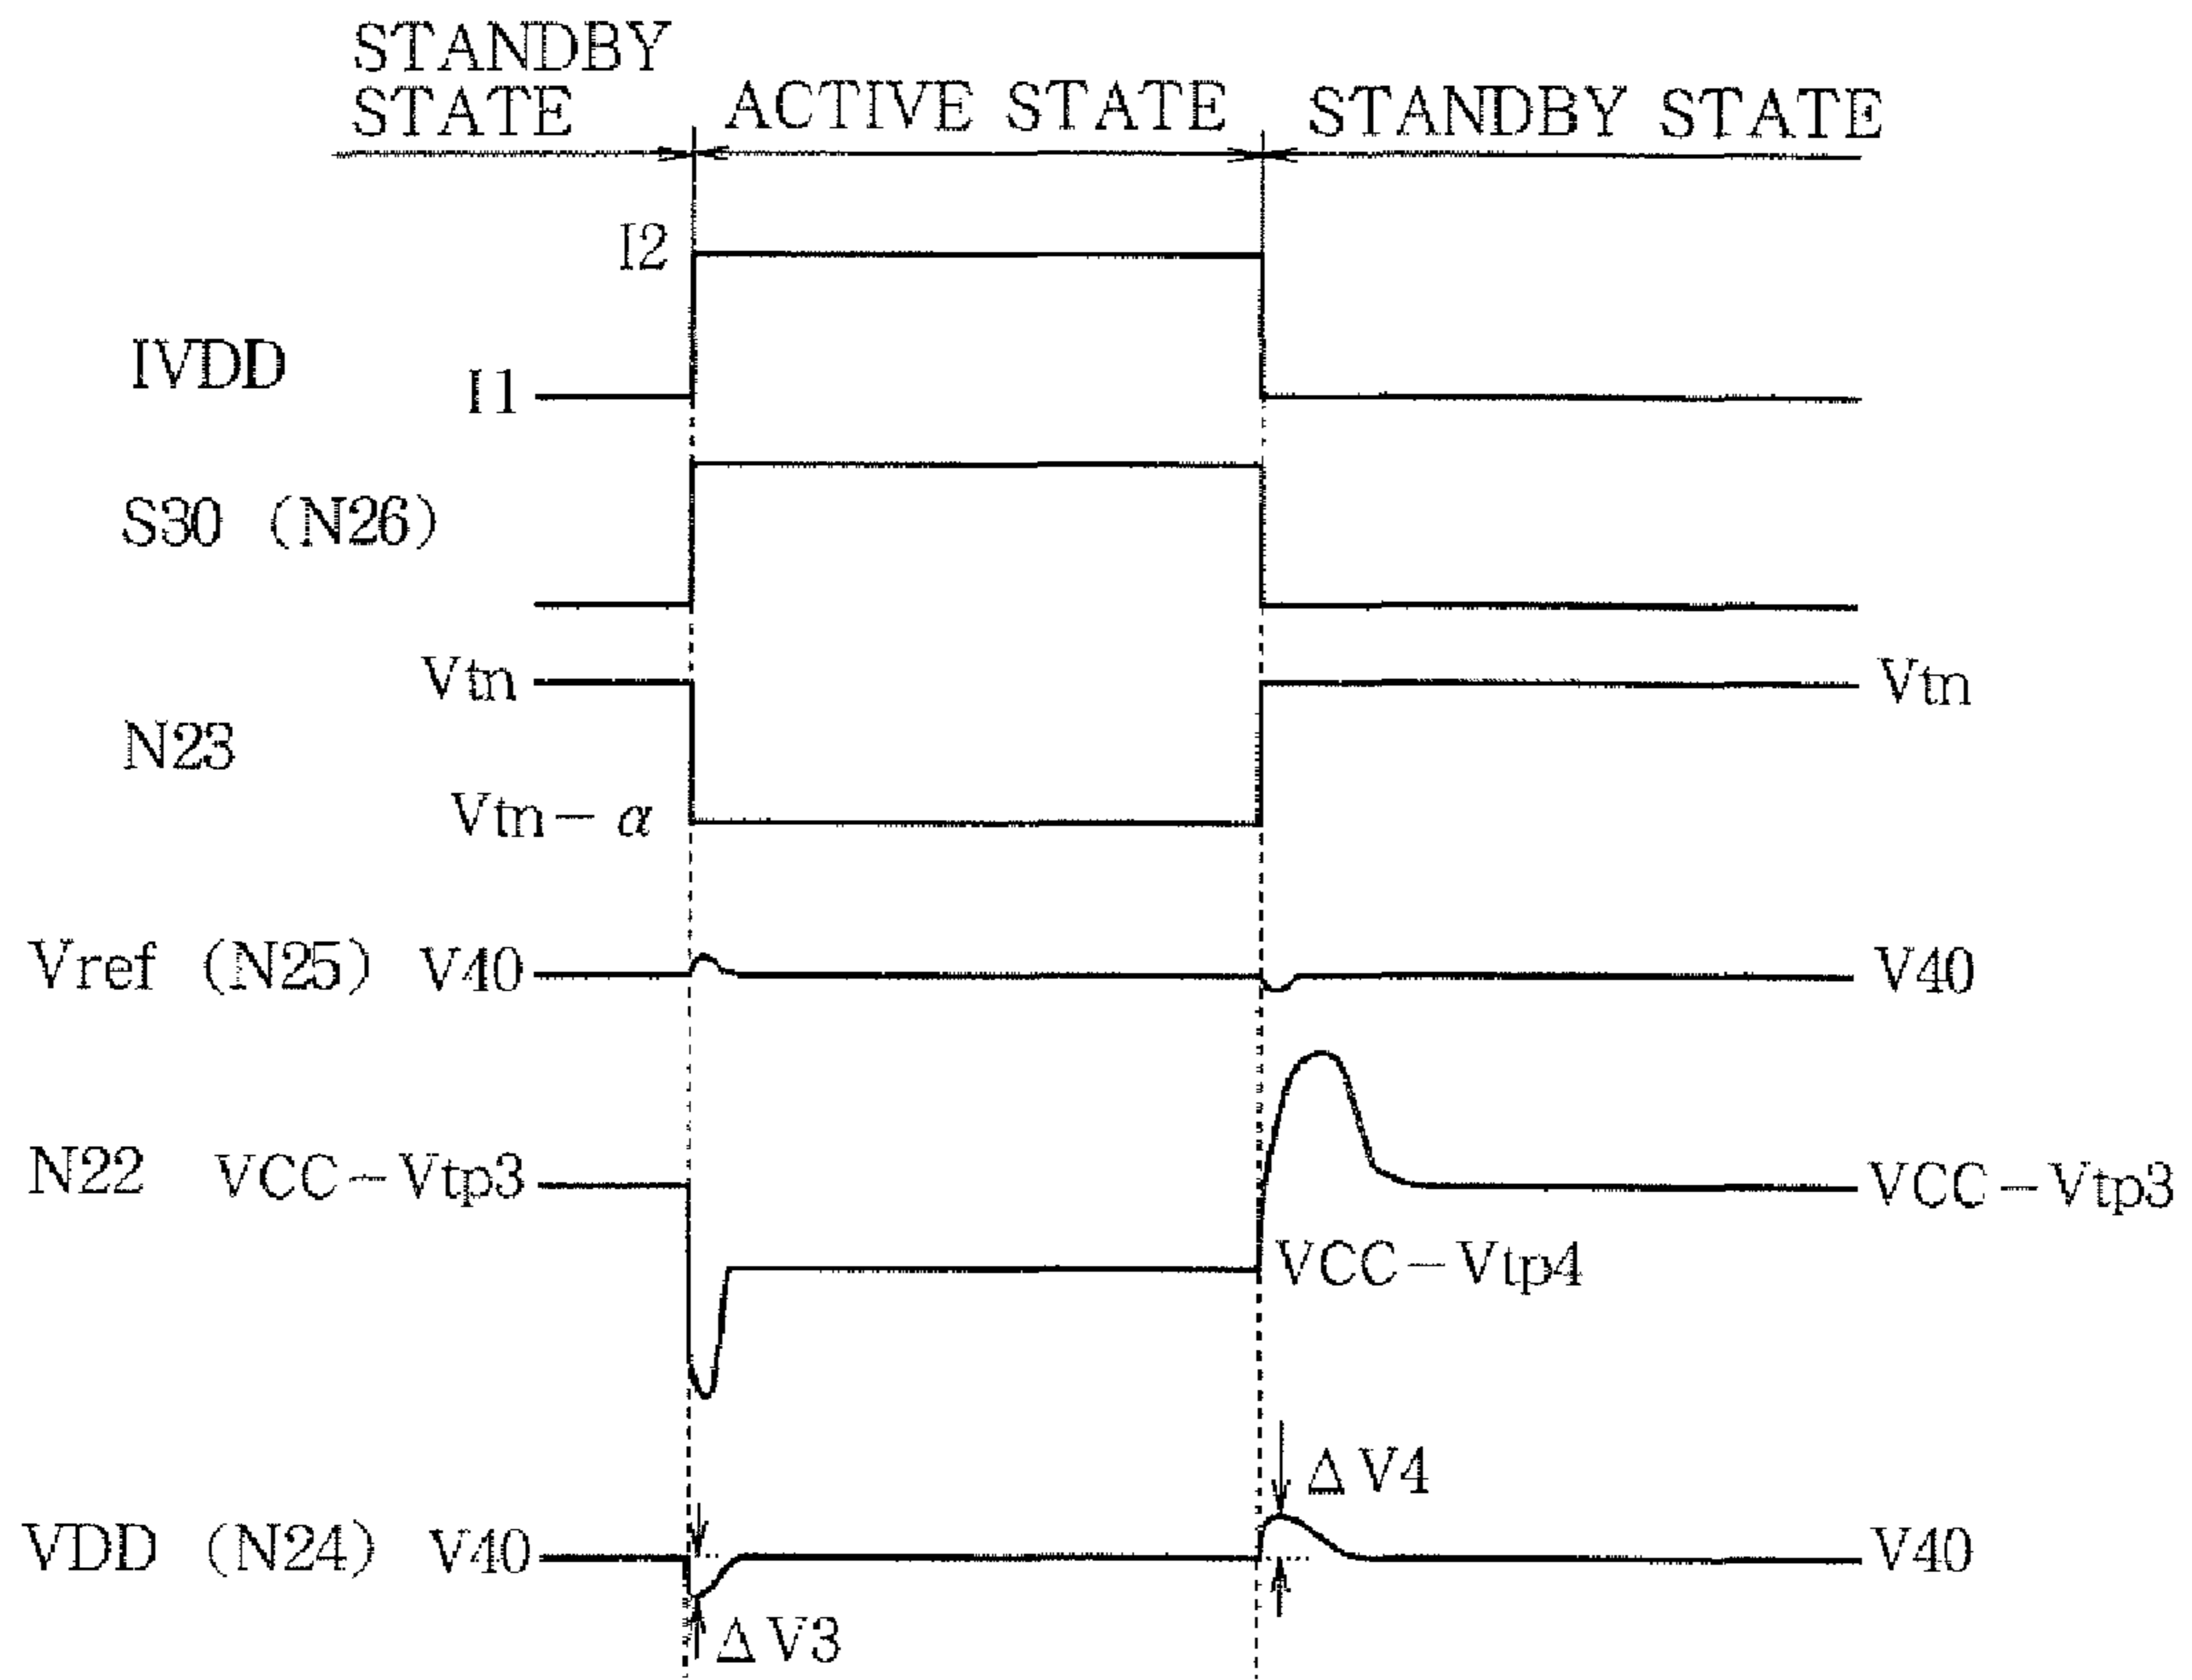 STANDBY
STATE
ACTIVE STATE
STANDBY STATE
I2
IVDD
I1
S30 (N26)
Vtn
Vtn
N23
Vtn-α
Vref (N25) V40
V40
N22 VCC-Vtp3
VCC-Vtp3
VCC-Vtp4
ΔV4
VDD (N24) V40
V40
ΔV3